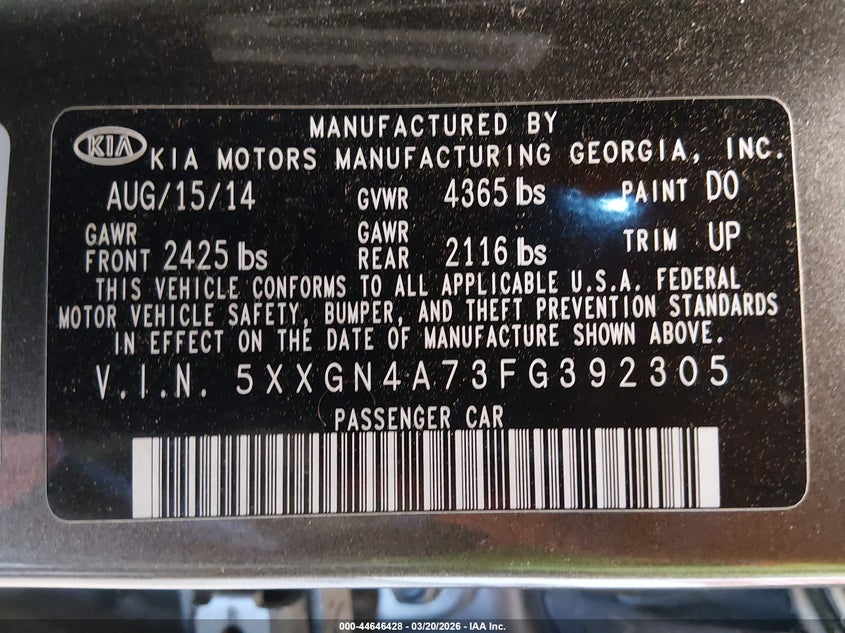 MANUFACTURED BY
KIA KIA MOTORS MANUFACTURING GEORGIA, INC.
AUG/15/14 GVWR 4365 lbs PAINT D0
GAWR FRONT 2425 lbs GAWR REAR 2116 lbs TRIM UP
THIS VEHICLE CONFORMS TO ALL APPLICABLE U.S.A. FEDERAL
MOTOR VEHICLE SAFETY, BUMPER, AND THEFT PREVENTION STANDARDS
IN EFFECT ON THE DATE OF MANUFACTURE SHOWN ABOVE.
V.I.N. 5XXGN4A73FG392305
PASSENGER CAR
000-44646428 - 03/20/2026 - IAA Inc.